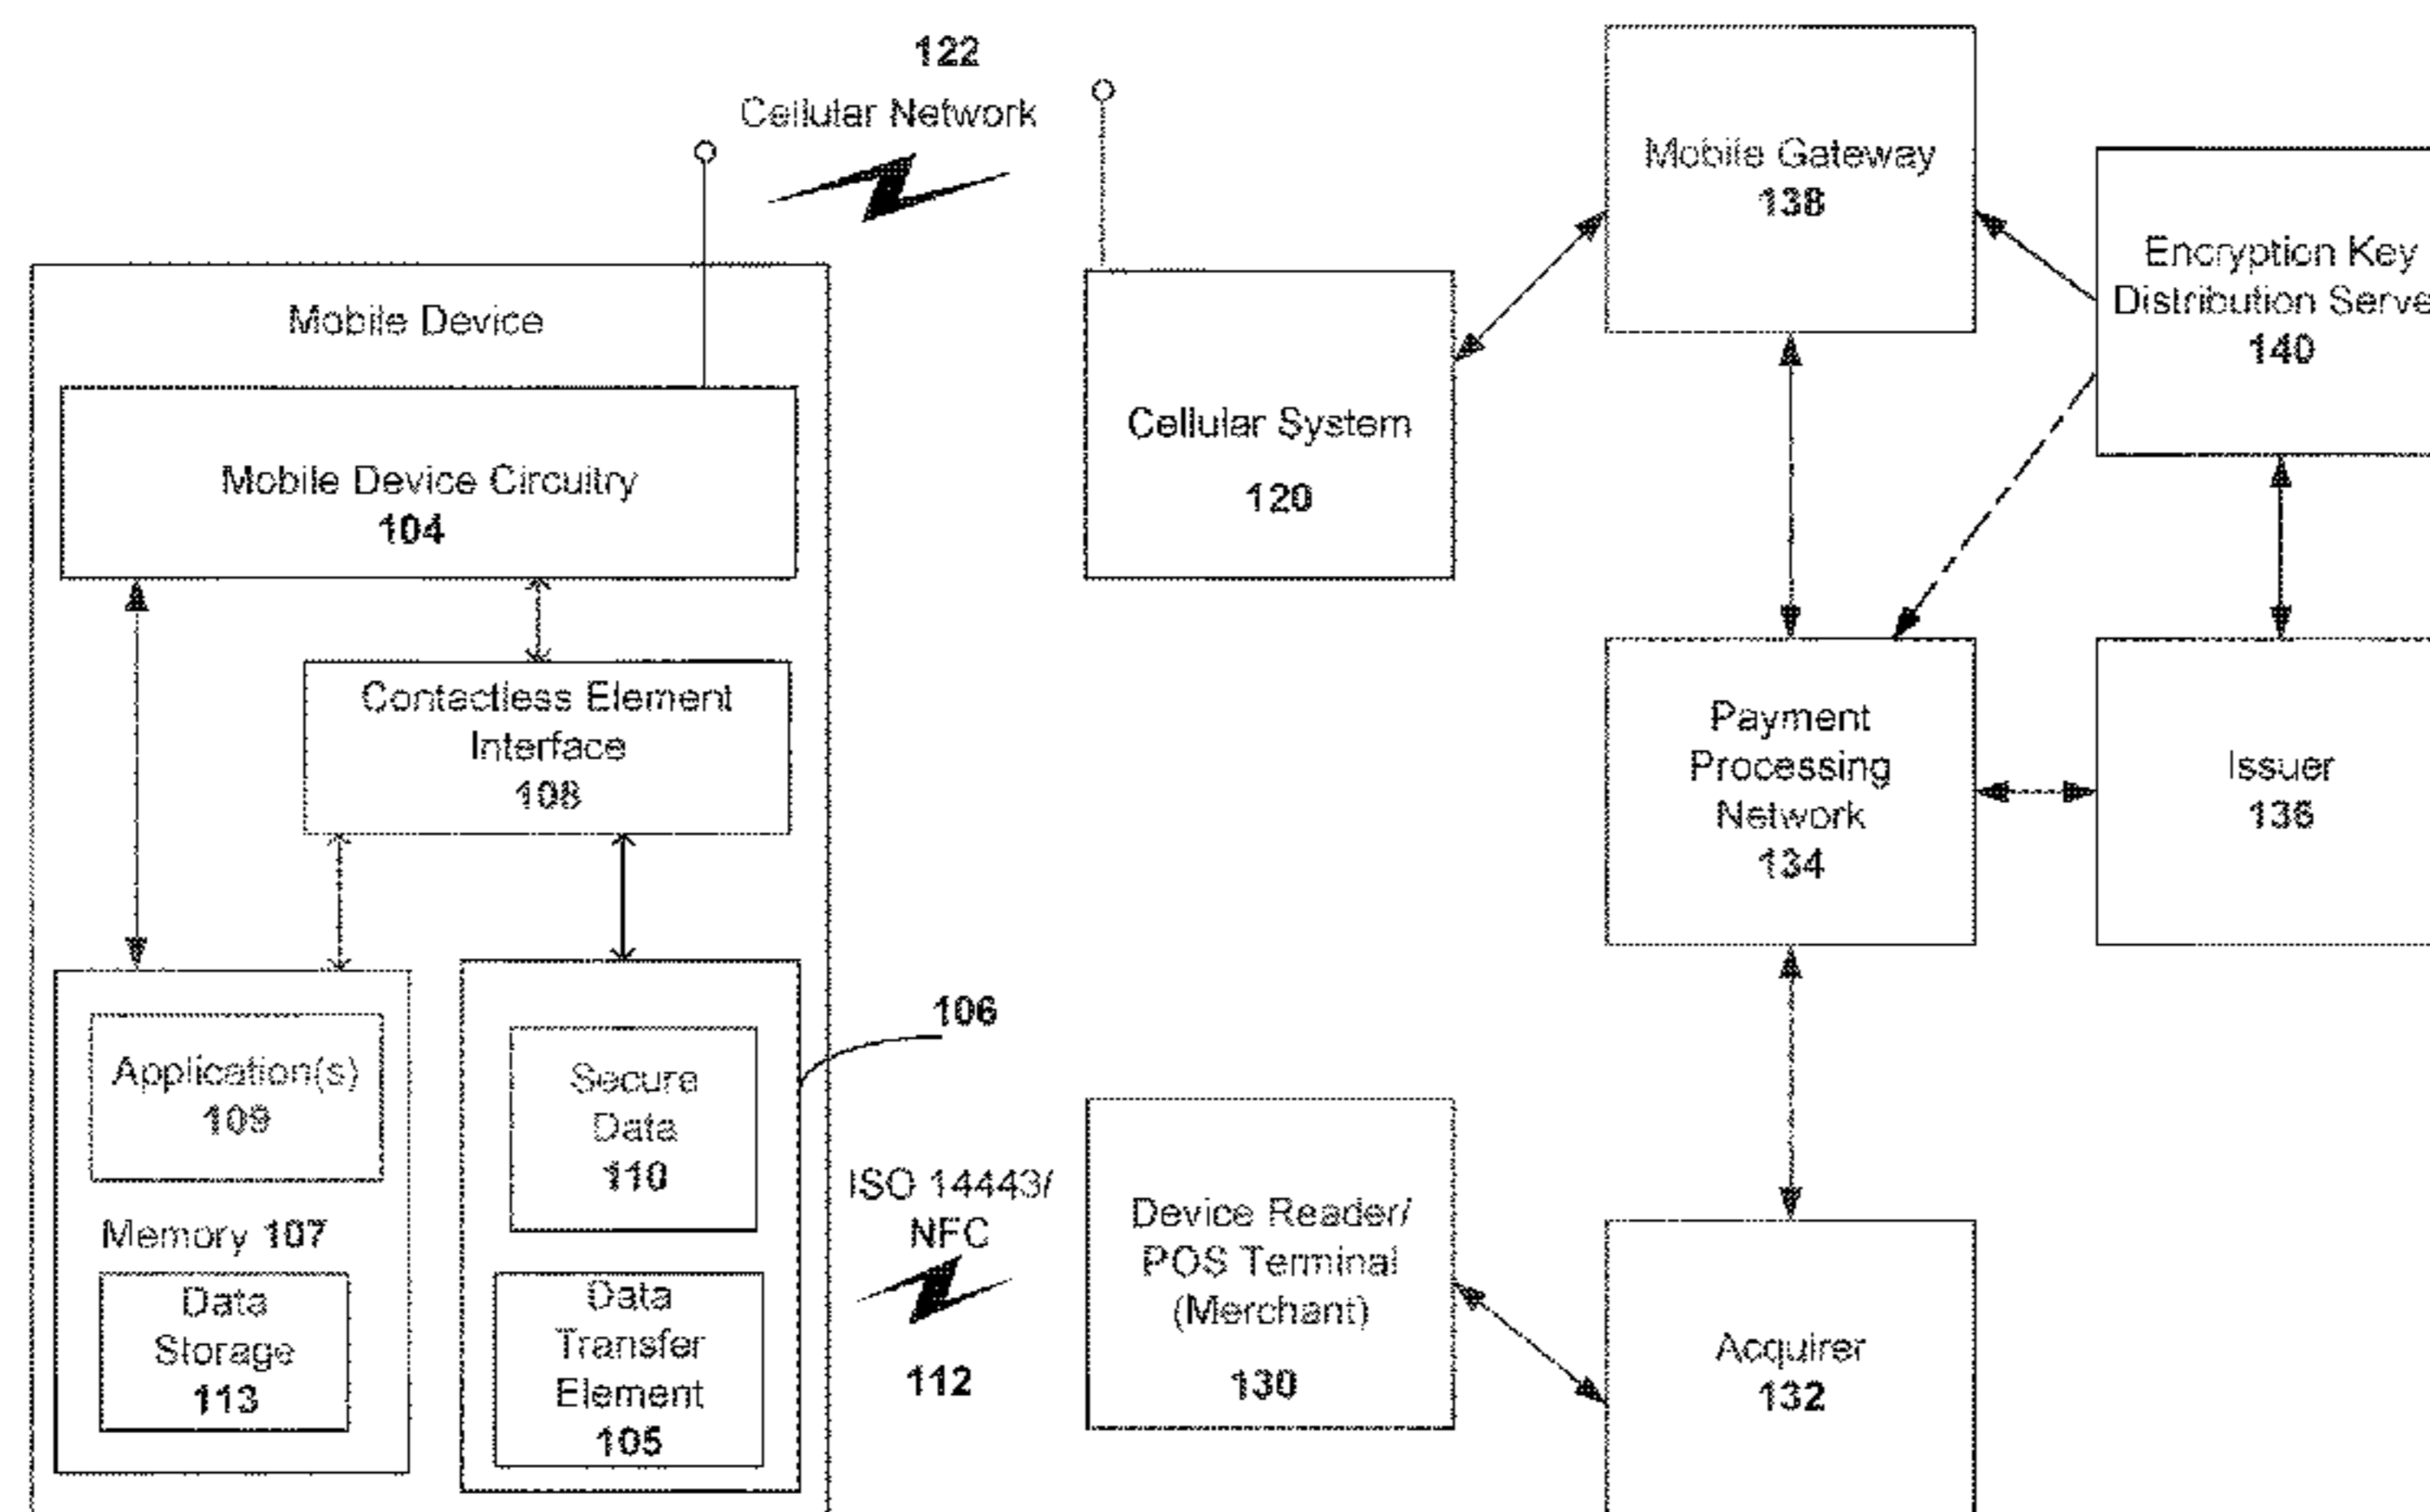 122
Cellular Network
Mobile Device
Mobile Device Circuitry
104
Contactless Element
Interface
108
Application(s)
109
Memory 107
Data
Storage
113
Secure
Data
110
Data
Transfer
Element
105
106
ISO 14443/
NFC
112
Cellular System
120
Device Reader/
POS Terminal
(Merchant)
130
Mobile Gateway
138
Encryption Key
Distribution Serve
140
Payment
Processing
Network
134
Issuer
136
Acquirer
132